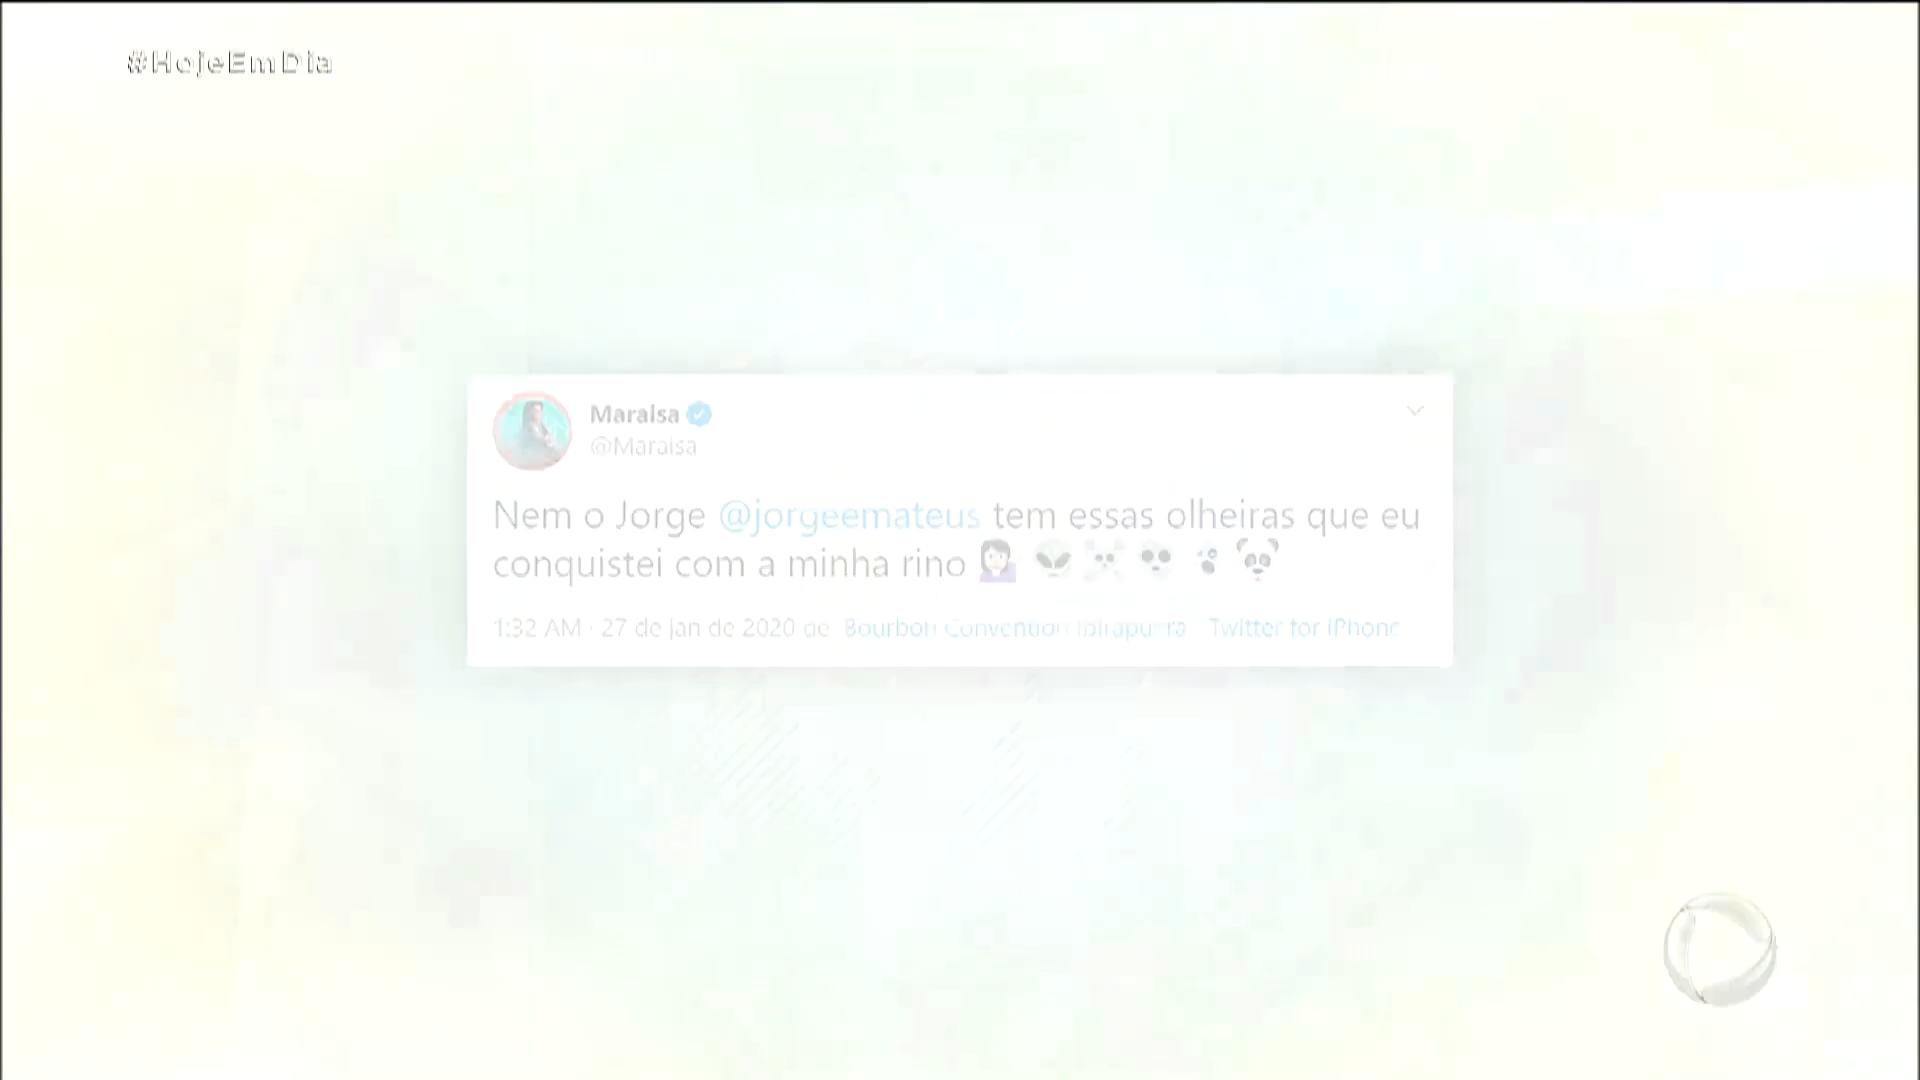 #HojeEmDia
Maraisa
@Maraisa
Nem o Jorge @jorgeemateus tem essas olheiras que eu
conquistei com a minha rino
1:32 AM · 27 de jan de 2020 de Bourbon Convention Ibirapuera Twitter for iPhone